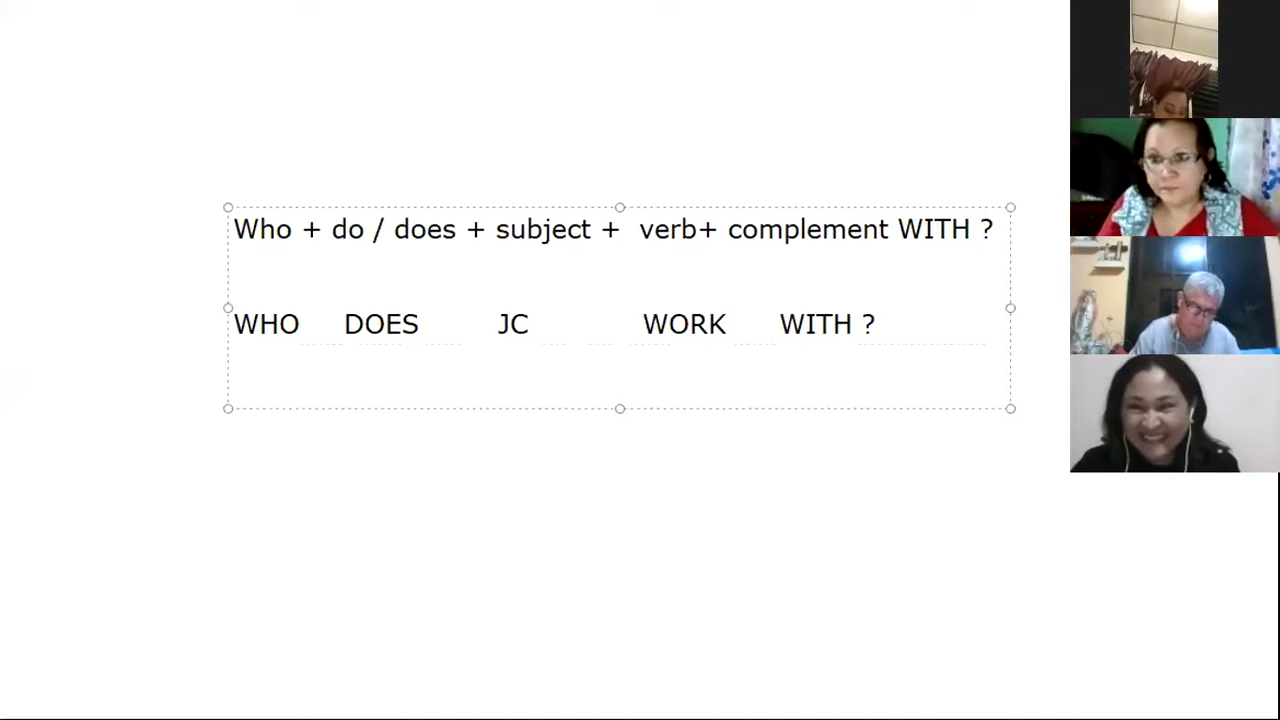 Who + do / does + subject + verb+ complement WITH ?
WHO DOES JC WORK WITH ?